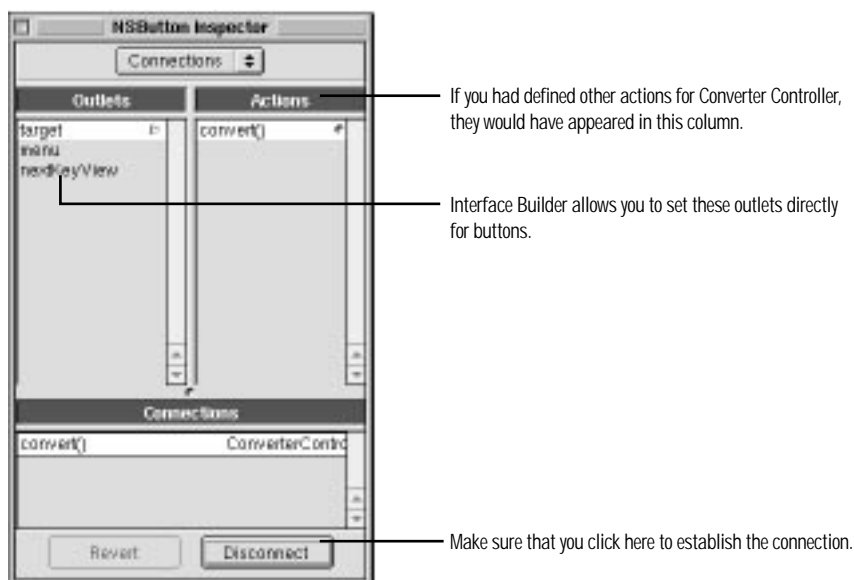 NSButton Inspector
Connections
Outlets
Actions
target
menu
nextKeyView
convert()
If you had defined other actions for Converter Controller,
they would have appeared in this column.
Interface Builder allows you to set these outlets directly
for buttons.
Connections
convert() ConverterContro
Revert
Disconnect
Make sure that you click here to establish the connection.